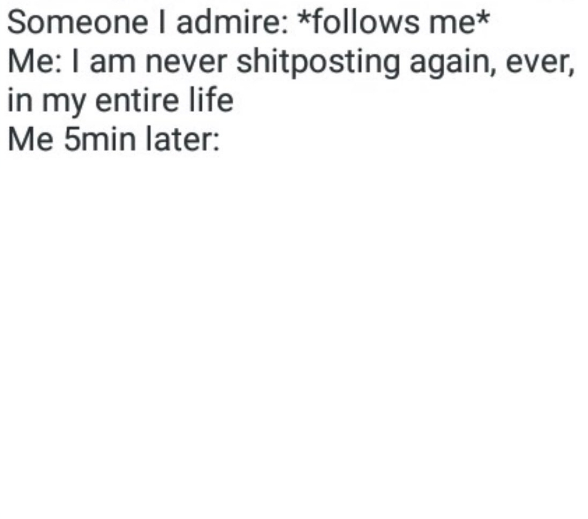 Someone I admire: *follows me*
Me: I am never shitposting again, ever,
in my entire life
Me 5min later: